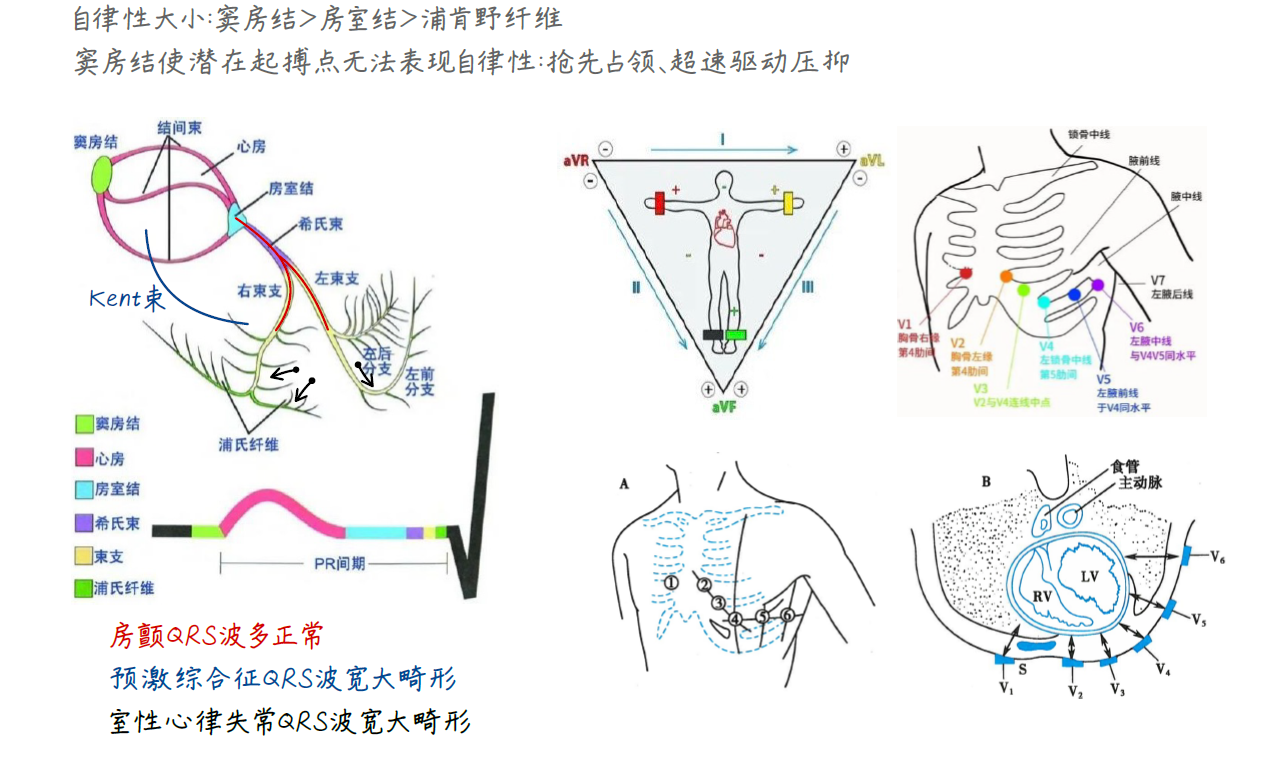 自律性大小:窦房结>房室结>浦肯野纤维
窦房结使潜在起搏点无法表现自律性:抢先占领、超速驱动压抑
结间束
窦房结
心房
房室结
希氏束
左束支
右束支
Kent束
左后
分支
左前
分支
浦氏纤维
窦房结
心房
房室结
希氏束
束支
浦氏纤维
PR间期
房颤QRS波多正常
预激综合征QRS波宽大畸形
室性心律失常QRS波宽大畸形
I
aVR
-
+
aVL
-
-
+
-
+
-
-
II
III
+
+
+
aVF
锁骨中线
腋前线
腋中线
V7
左腋后线
V1
胸骨右缘
第4肋间
V2
胸骨左缘
第4肋间
V3
V2与V4连线中点
V4
左锁骨中线
第5肋间
V5
左腋前线
于V4同水平
V6
左腋中线
与V4V5同水平
A
①
②
③
④
⑤
⑥
B
食管
主动脉
LV
RV
S
V₁
V₂
V₃
V₄
V₅
V₆